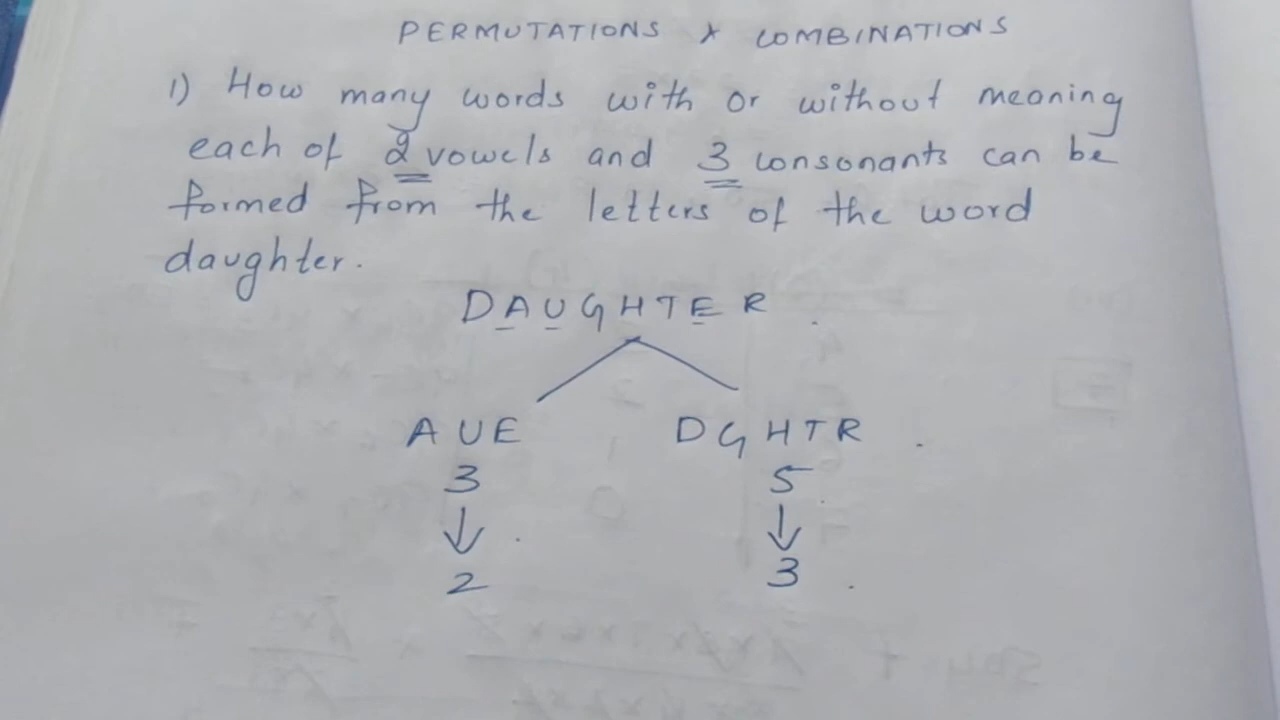 PERMUTATIONS & COMBINATIONS
1) How many words with or without meaning
each of 2 vowels and 3 consonants can be
formed from the letters of the word
daughter.
DAUGHTER
AUE DGHTR
3 5
↓ ↓
2 3